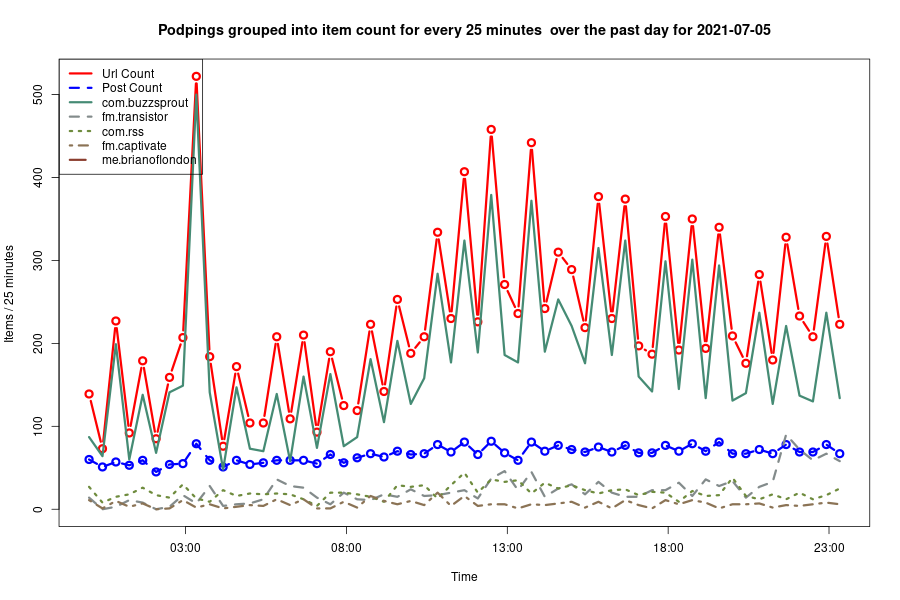 Podpings grouped into item count for every 25 minutes  over the past day for 2021-07-05
Url Count
Post Count
com.buzzsprout
fm.transistor
com.rss
fm.captivate
me.brianoflondon
Items / 25 minutes
500
400
300
200
100
0
03:00
08:00
13:00
18:00
23:00
Time